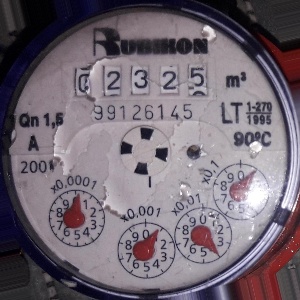 RUBIKON
02325 m³
99126145
Qn 1,5
A
200
LT 1-270
1995
90°C
x0,0001
x0,001
x0,01
x0,1